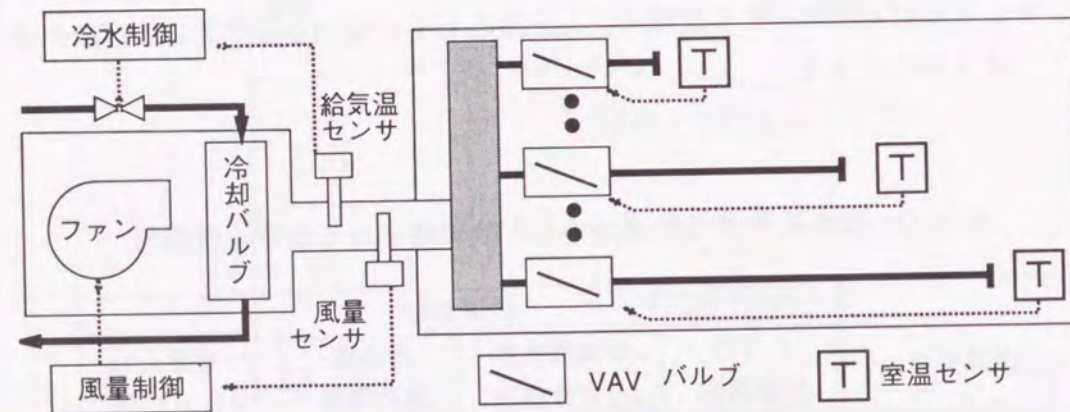 冷水制御
給気温
センサ
T
冷却バルブ
ファン
T
T
風量
センサ
風量制御
VAV バルブ
T 室温センサ